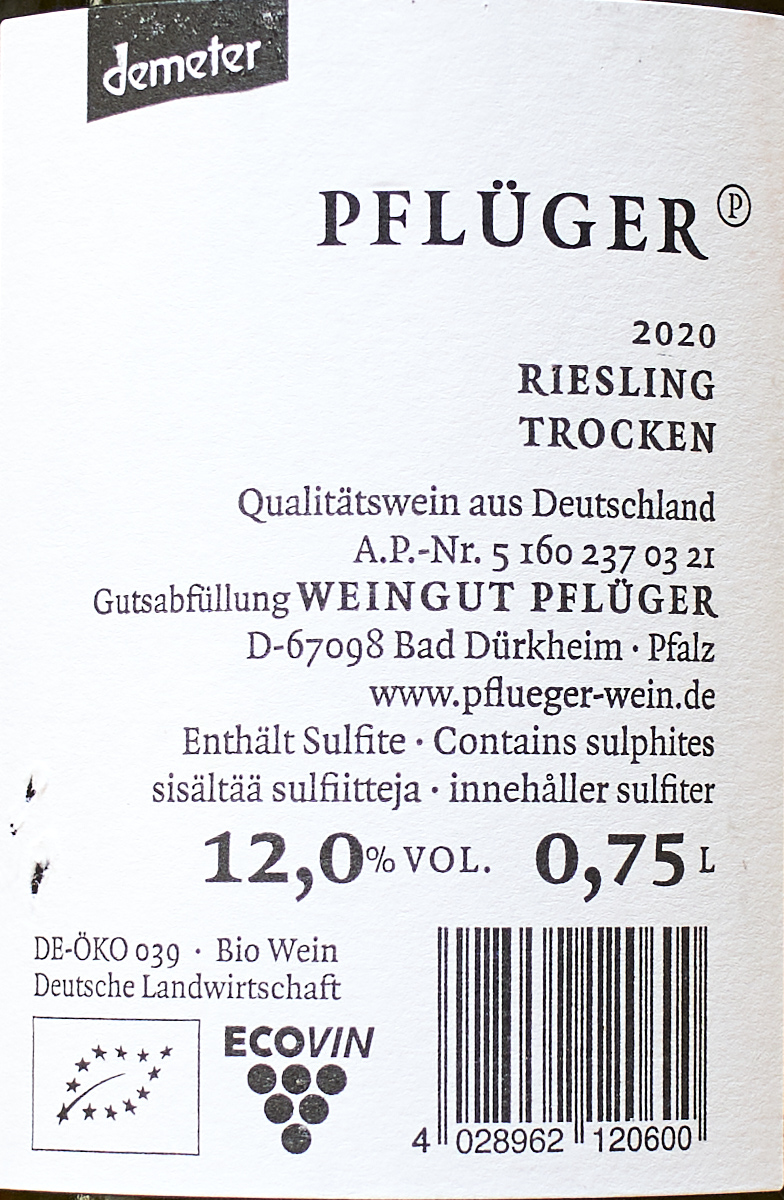 demeter
PFLÜGER Ⓟ
2020
RIESLING
TROCKEN
Qualitätswein aus Deutschland
A.P.-Nr. 5 160 237 03 21
Gutsabfüllung WEINGUT PFLÜGER
D-67098 Bad Dürkheim · Pfalz
www.pflueger-wein.de
Enthält Sulfite · Contains sulphites
sisältää sulfiitteja · innehåller sulfiter
12,0% VOL. 0,75 L
DE-ÖKO 039 · Bio Wein
Deutsche Landwirtschaft
ECOVIN
4 028962 120600